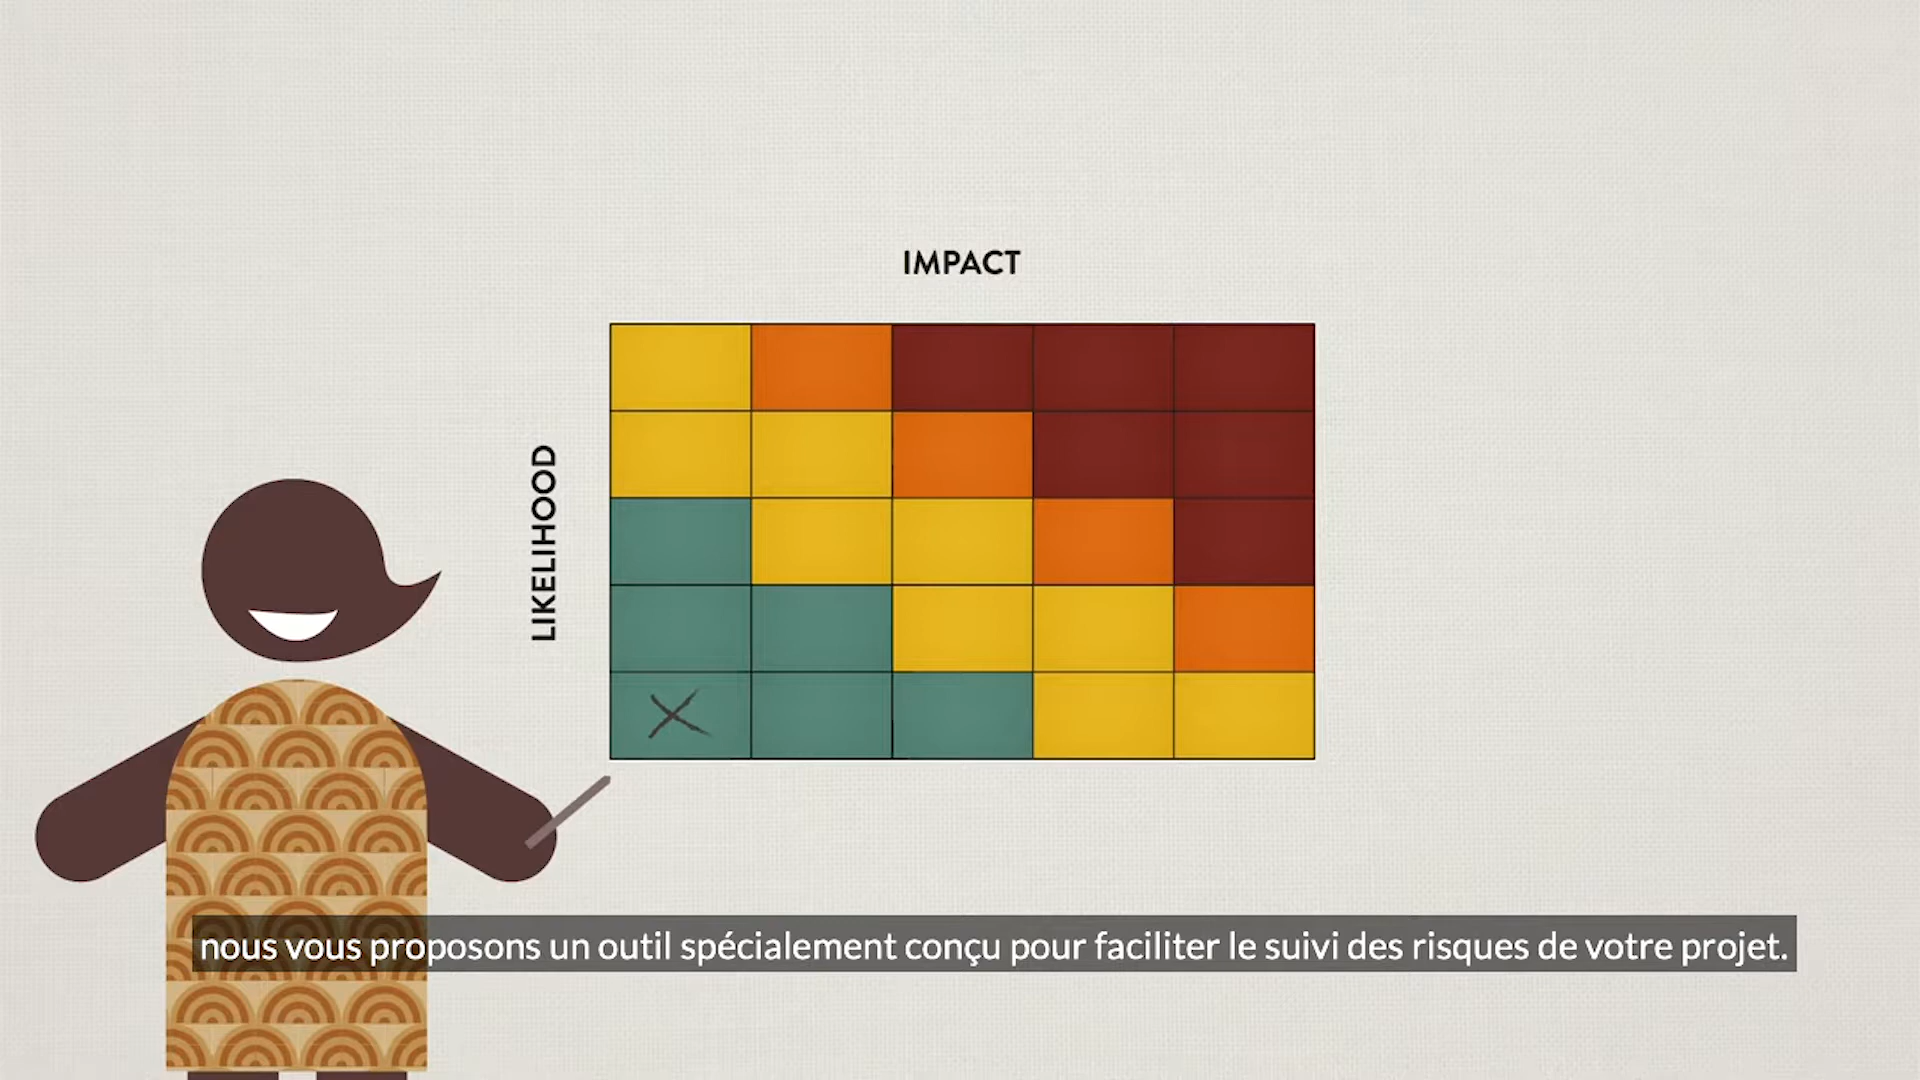 IMPACT
LIKELIHOOD
nous vous proposons un outil spécialement conçu pour faciliter le suivi des risques de votre projet.